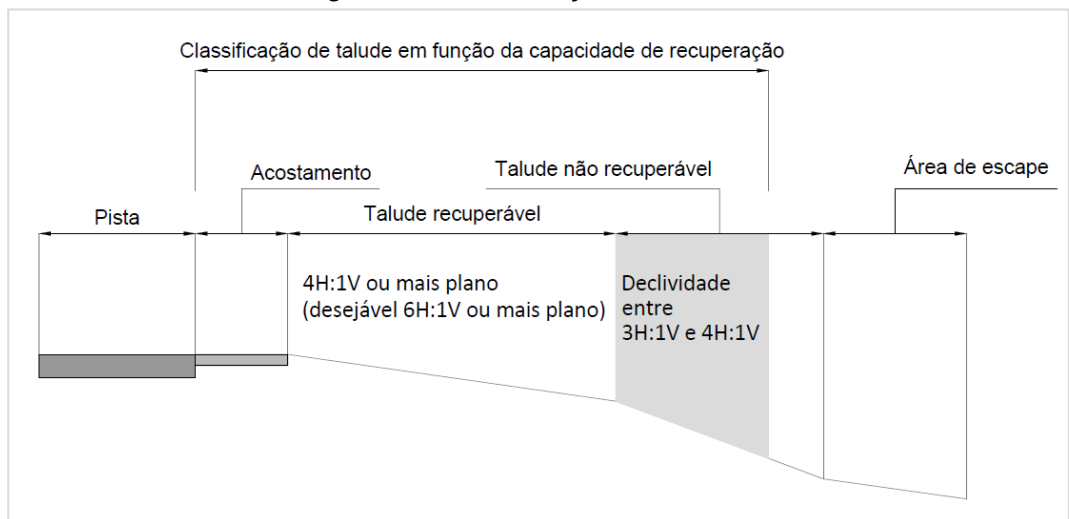 Classificação de talude em função da capacidade de recuperação
Acostamento
Talude não recuperável
Área de escape
Pista
Talude recuperável
4H:1V ou mais plano
(desejável 6H:1V ou mais plano)
Declividade
entre
3H:1V e 4H:1V